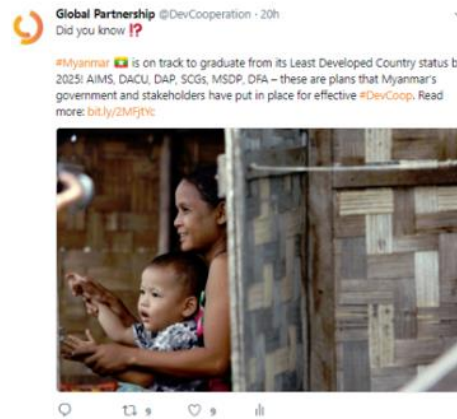 Global Partnership @DevCooperation · 20h
Did you know ⁉️
#Myanmar 🇲🇲 is on track to graduate from its Least Developed Country status b
2025! AIMS, DACU, DAP, SCGs, MSDP, DFA – these are plans that Myanmar's
government and stakeholders have put in place for effective #DevCoop. Read
more: bit.ly/2MFjtYc
9 9